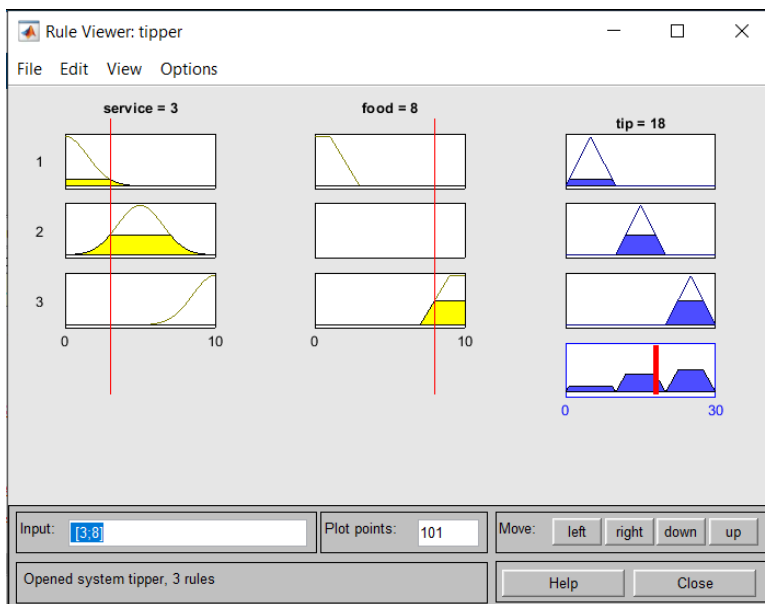 Rule Viewer: tipper
File Edit View Options
service = 3
food = 8
tip = 18
1
2
3
0 10
0 10
0 30
Input: [3;8]
Plot points: 101
Move: left right down up
Opened system tipper, 3 rules
Help Close